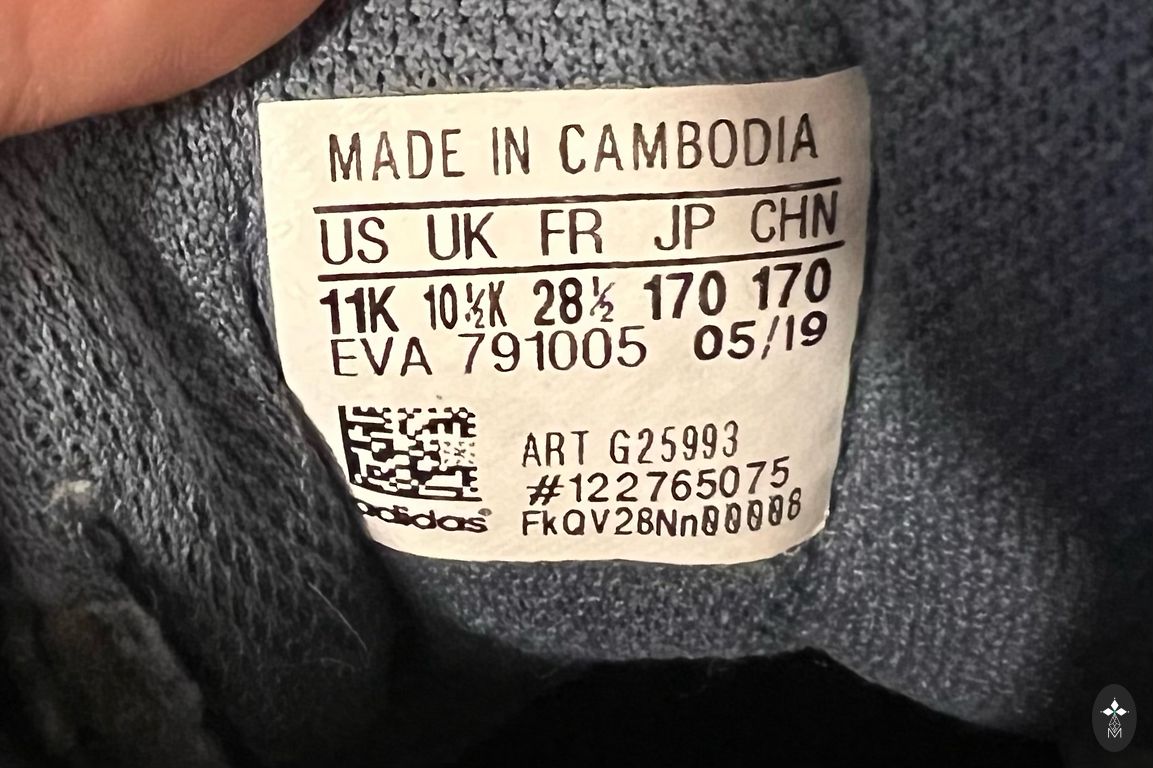 MADE IN CAMBODIA
US UK FR JP CHN
11K 10½K 28½ 170 170
EVA 791005 05/19
ART G25993
#122765075
FkQV28Nn00008
adidas